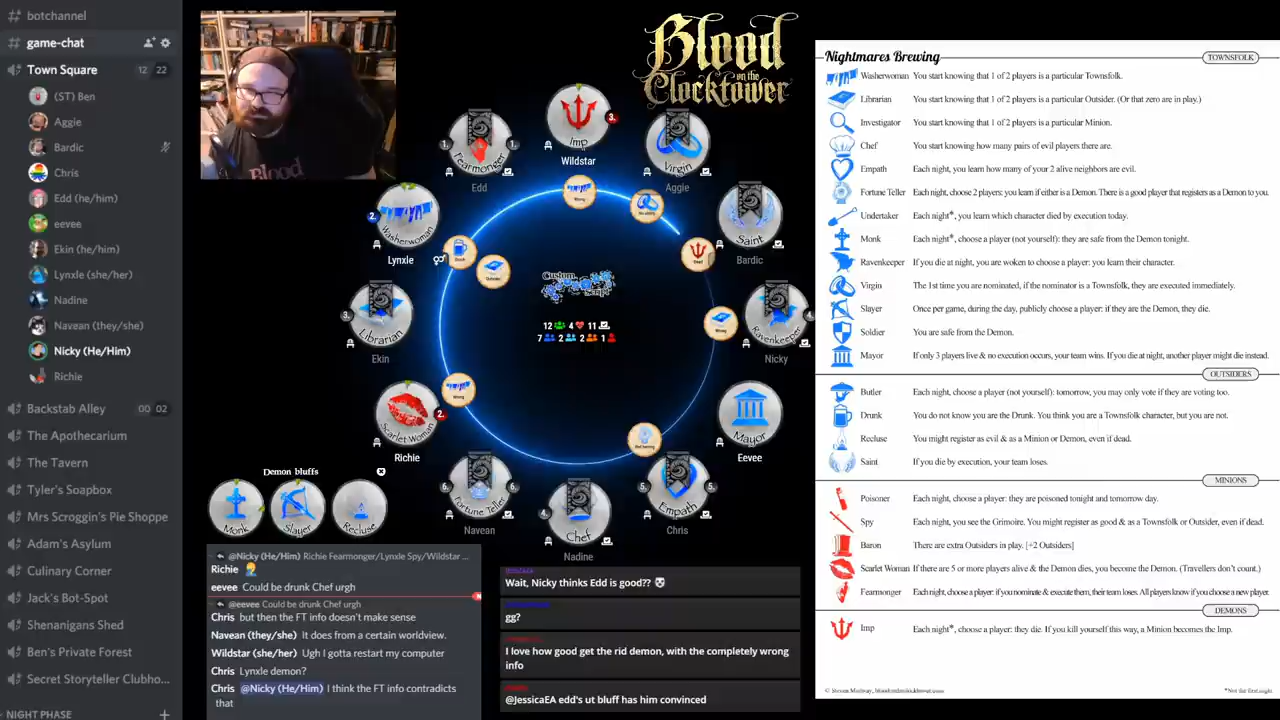 botchannel
game-chat
Town Square
12 22
(ST) Ben
Aggie
Bardic
Chris
Edd (he/him)
eevee
Ekin (he/him)
Lynxle (she/her)
Nadine
Navean (they/she)
Nicky (He/Him)
Richie
Backstab Alley
00 02
The Apothecarium
The Tavern
Tyler's Soapbox
Mrs Scroggin's Pie Shoppe
Adam's Asylum
Culinary Corner
Jack's Bot-Spot
Shenanigans Shed
Ben's Private Forest
Secret Storyteller Clubho...
NIGHT PHASE
Blood
on the
Clocktower
Imp
Wildstar
Fearmonger
Edd
Virgin
Aggie
Washerwoman
Lynxle
Saint
Bardic
Librarian
Ekin
Ravenkeeper
Nicky
Scarlet Woman
Richie
Mayor
Eevee
Fortune Teller
Navean
Chef
Nadine
Empath
Chris
Custom
12 4 11
7 2 2 1
Demon bluffs
Monk
Slayer
Recluse
@Nicky (He/Him) Richie Fearmonger/Lynxle Spy/Wildstar ...
Richie
eevee Could be drunk Chef urgh
@eevee Could be drunk Chef urgh
Chris but then the FT info doesn't make sense
Navean (they/she) It does from a certain worldview.
Wildstar (she/her) Ugh I gotta restart my computer
Chris Lynxle demon?
Chris @Nicky (He/Him) I think the FT info contradicts
that
Wait, Nicky thinks Edd is good??
gg?
I love how good get the rid demon, with the completely wrong
info
@JessicaEA edd's ut bluff has him convinced
Nightmares Brewing
TOWNSFOLK
Washerwoman You start knowing that 1 of 2 players is a particular Townsfolk.
Librarian You start knowing that 1 of 2 players is a particular Outsider. (Or that zero are in play.)
Investigator You start knowing that 1 of 2 players is a particular Minion.
Chef You start knowing how many pairs of evil players there are.
Empath Each night, you learn how many of your 2 alive neighbors are evil.
Fortune Teller Each night, choose 2 players: you learn if either is a Demon. There is a good player that registers as a Demon to you.
Undertaker Each night*, you learn which character died by execution today.
Monk Each night*, choose a player (not yourself): they are safe from the Demon tonight.
Ravenkeeper If you die at night, you are woken to choose a player: you learn their character.
Virgin The 1st time you are nominated, if the nominator is a Townsfolk, they are executed immediately.
Slayer Once per game, during the day, publicly choose a player: if they are the Demon, they die.
Soldier You are safe from the Demon.
Mayor If only 3 players live & no execution occurs, your team wins. If you die at night, another player might die instead.
OUTSIDERS
Butler Each night, choose a player (not yourself): tomorrow, you may only vote if they are voting too.
Drunk You do not know you are the Drunk. You think you are a Townsfolk character, but you are not.
Recluse You might register as evil & as a Minion or Demon, even if dead.
Saint If you die by execution, your team loses.
MINIONS
Poisoner Each night, choose a player: they are poisoned tonight and tomorrow day.
Spy Each night, you see the Grimoire. You might register as good & as a Townsfolk or Outsider, even if dead.
Baron There are extra Outsiders in play. [+2 Outsiders]
Scarlet Woman If there are 5 or more players alive & the Demon dies, you become the Demon. (Travellers don't count.)
Fearmonger Each night, choose a player: if you nominate & execute them, their team loses. All players know if you choose a new player.
DEMONS
Imp Each night*, choose a player: they die. If you kill yourself this way, a Minion becomes the Imp.
*Not the first night